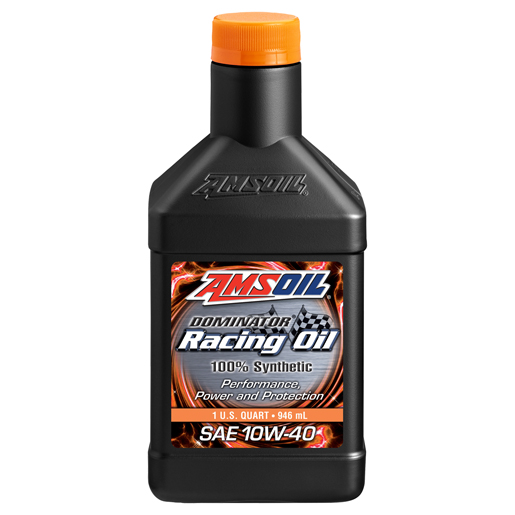 AMSOIL
AMSOIL
DOMINATOR
Racing Oil
100% Synthetic
Performance,
Power and Protection
1 U.S. QUART • 946 mL
SAE 10W-40